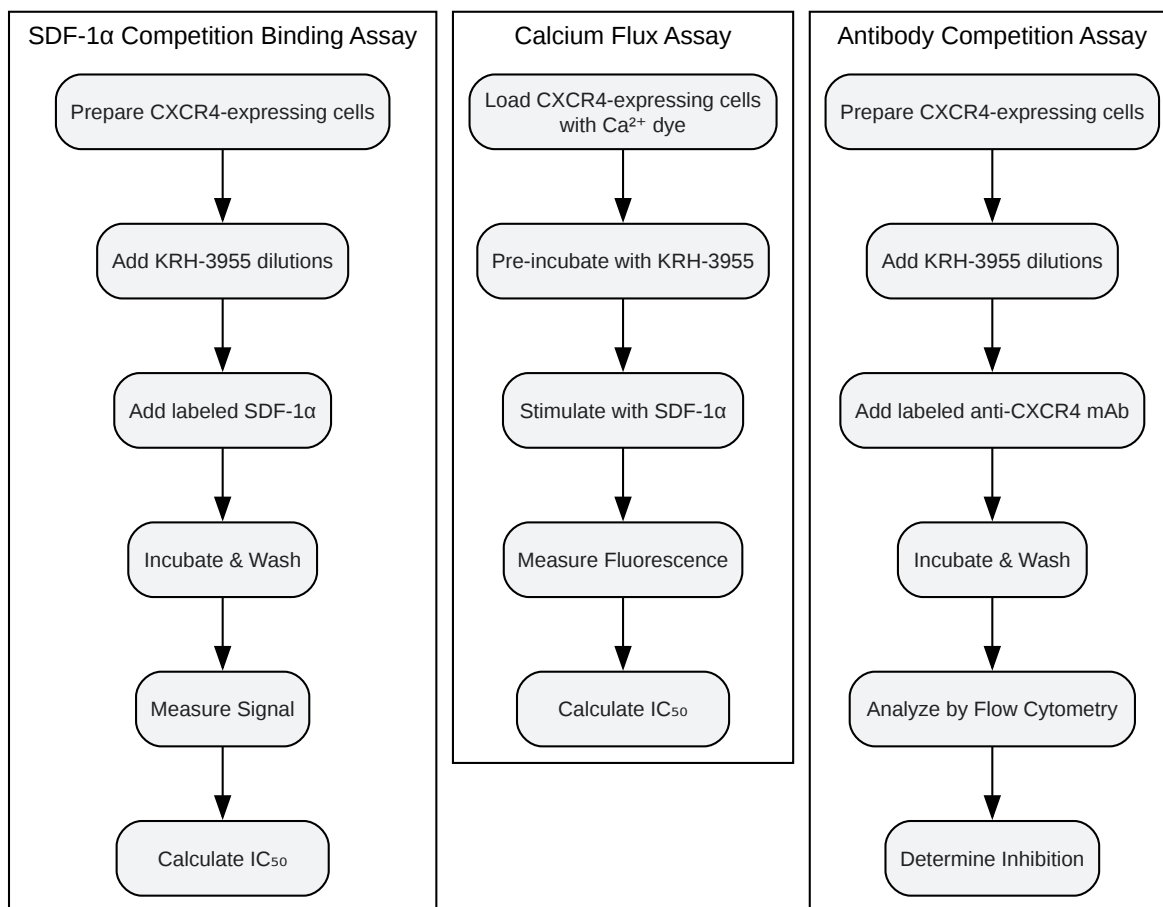 SDF-1α Competition Binding Assay
Prepare CXCR4-expressing cells
Add KRH-3955 dilutions
Add labeled SDF-1α
Incubate & Wash
Measure Signal
Calculate IC₅₀
Calcium Flux Assay
Load CXCR4-expressing cells
with Ca²⁺ dye
Pre-incubate with KRH-3955
Stimulate with SDF-1α
Measure Fluorescence
Calculate IC₅₀
Antibody Competition Assay
Prepare CXCR4-expressing cells
Add KRH-3955 dilutions
Add labeled anti-CXCR4 mAb
Incubate & Wash
Analyze by Flow Cytometry
Determine Inhibition